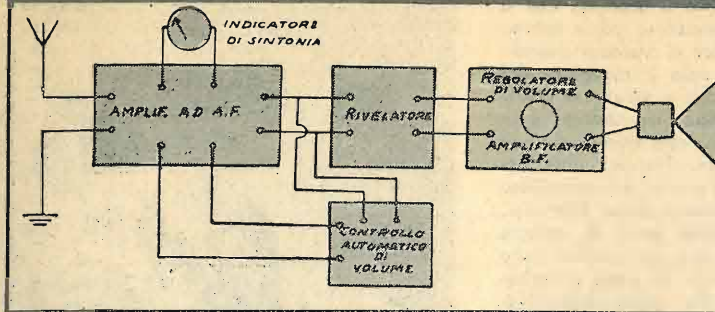 INDICATORE
DI SINTONIA
AMPLIF. AD A.F.
RIVELATORE
REGOLATORE
DI VOLUME
AMPLIFICATORE
B.F.
CONTROLLO
AUTOMATICO
DI
VOLUME